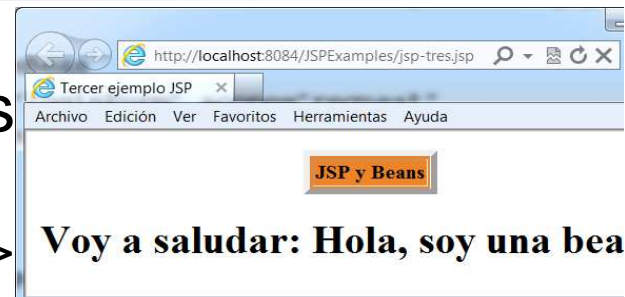 http://localhost:8084/JSPExamples/jsp-tres.jsp
Tercer ejemplo JSP
Archivo Edición Ver Favoritos Herramientas Ayuda
JSP y Beans
Voy a saludar: Hola, soy una bea
>